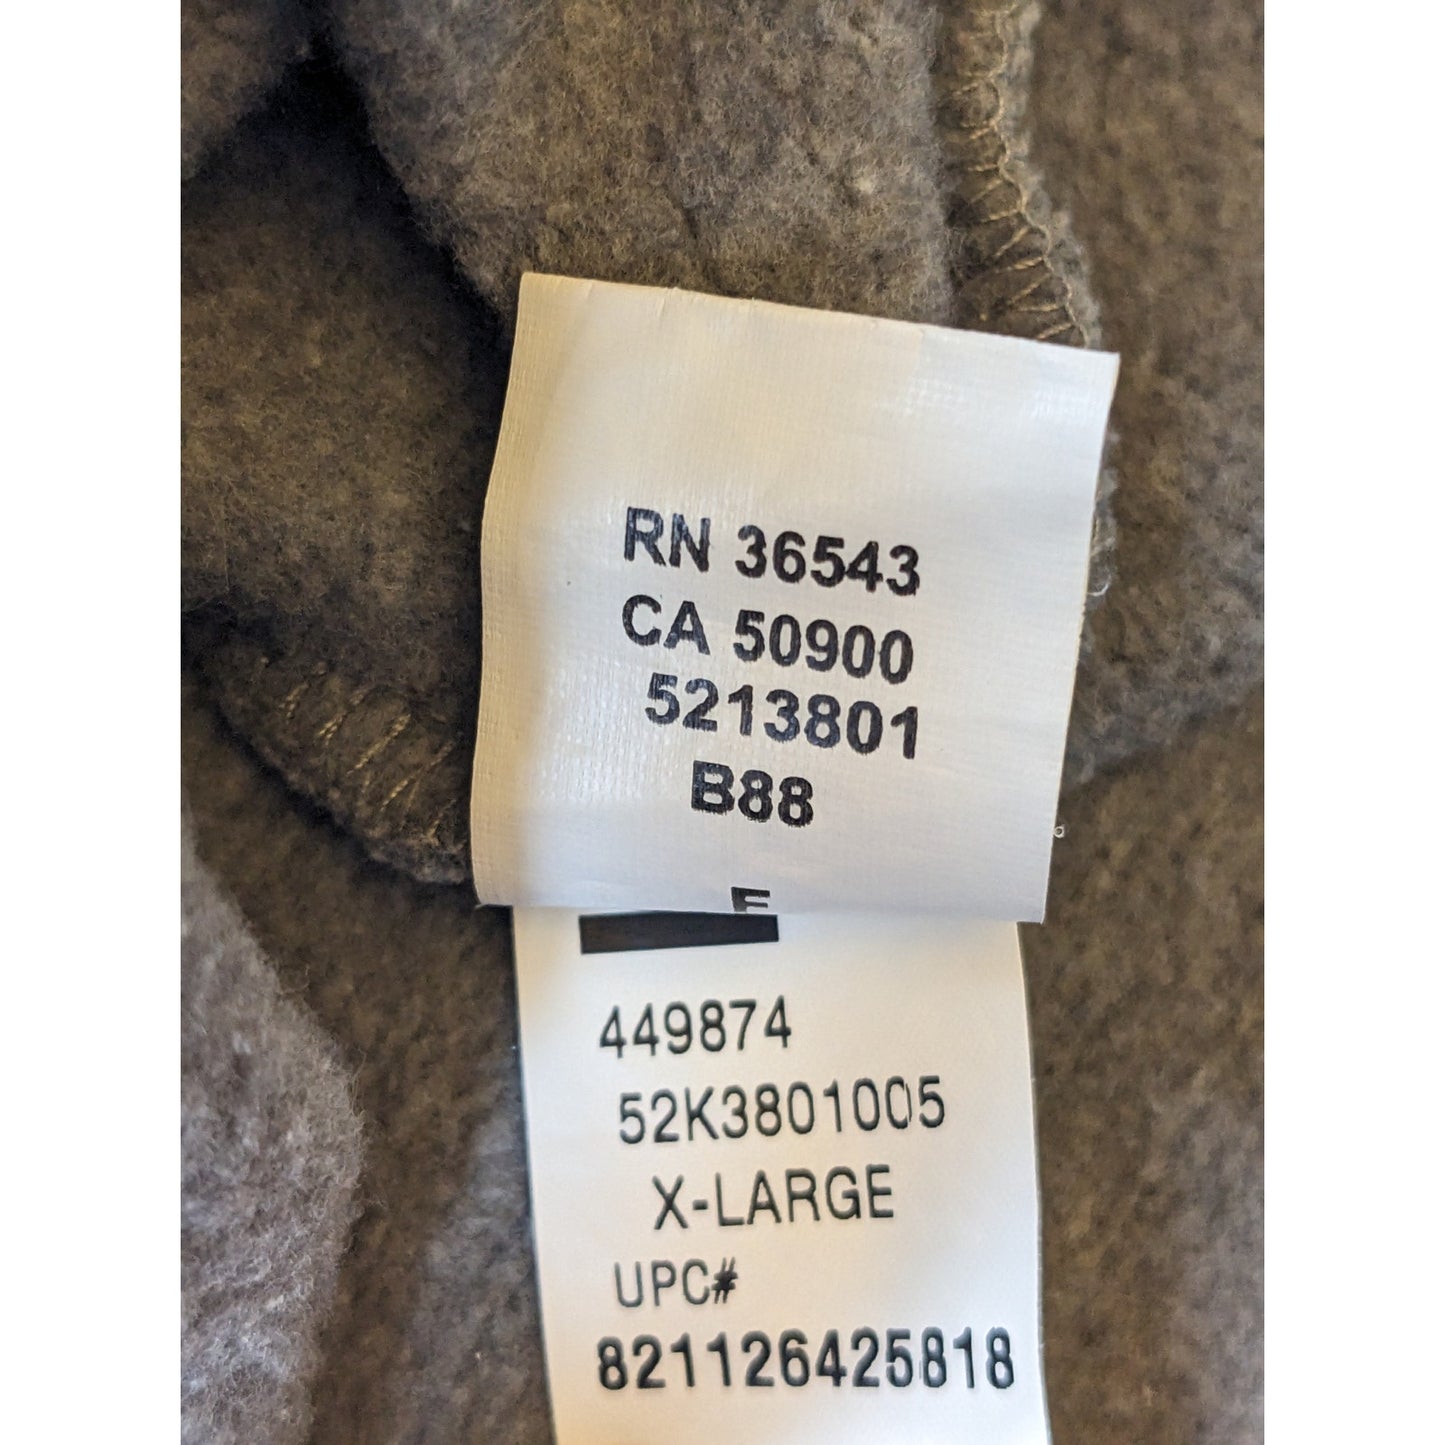 RN 36543
CA 50900
5213801
B88
449874
52K3801005
X-LARGE
UPC#
821126425818